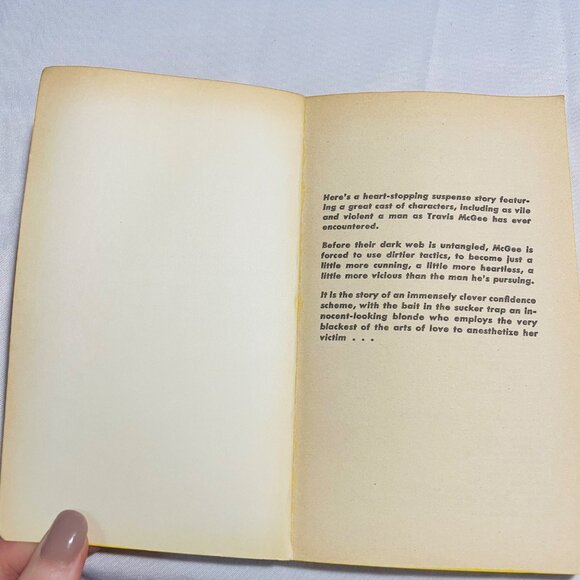 Here's a heart-stopping suspense story featur-
ing a great cast of characters, including as vile
and violent a man as Travis McGee has ever
encountered.
Before their dark web is untangled, McGee is
forced to use dirtier tactics, to become just a
little more cunning, a little more heartless, a
little more vicious than the man he's pursuing.
It is the story of an immensely clever confidence
scheme, with the bait in the sucker trap an in-
nocent-looking blonde who employs the very
blackest of the arts of love to anesthetize her
victim . . .